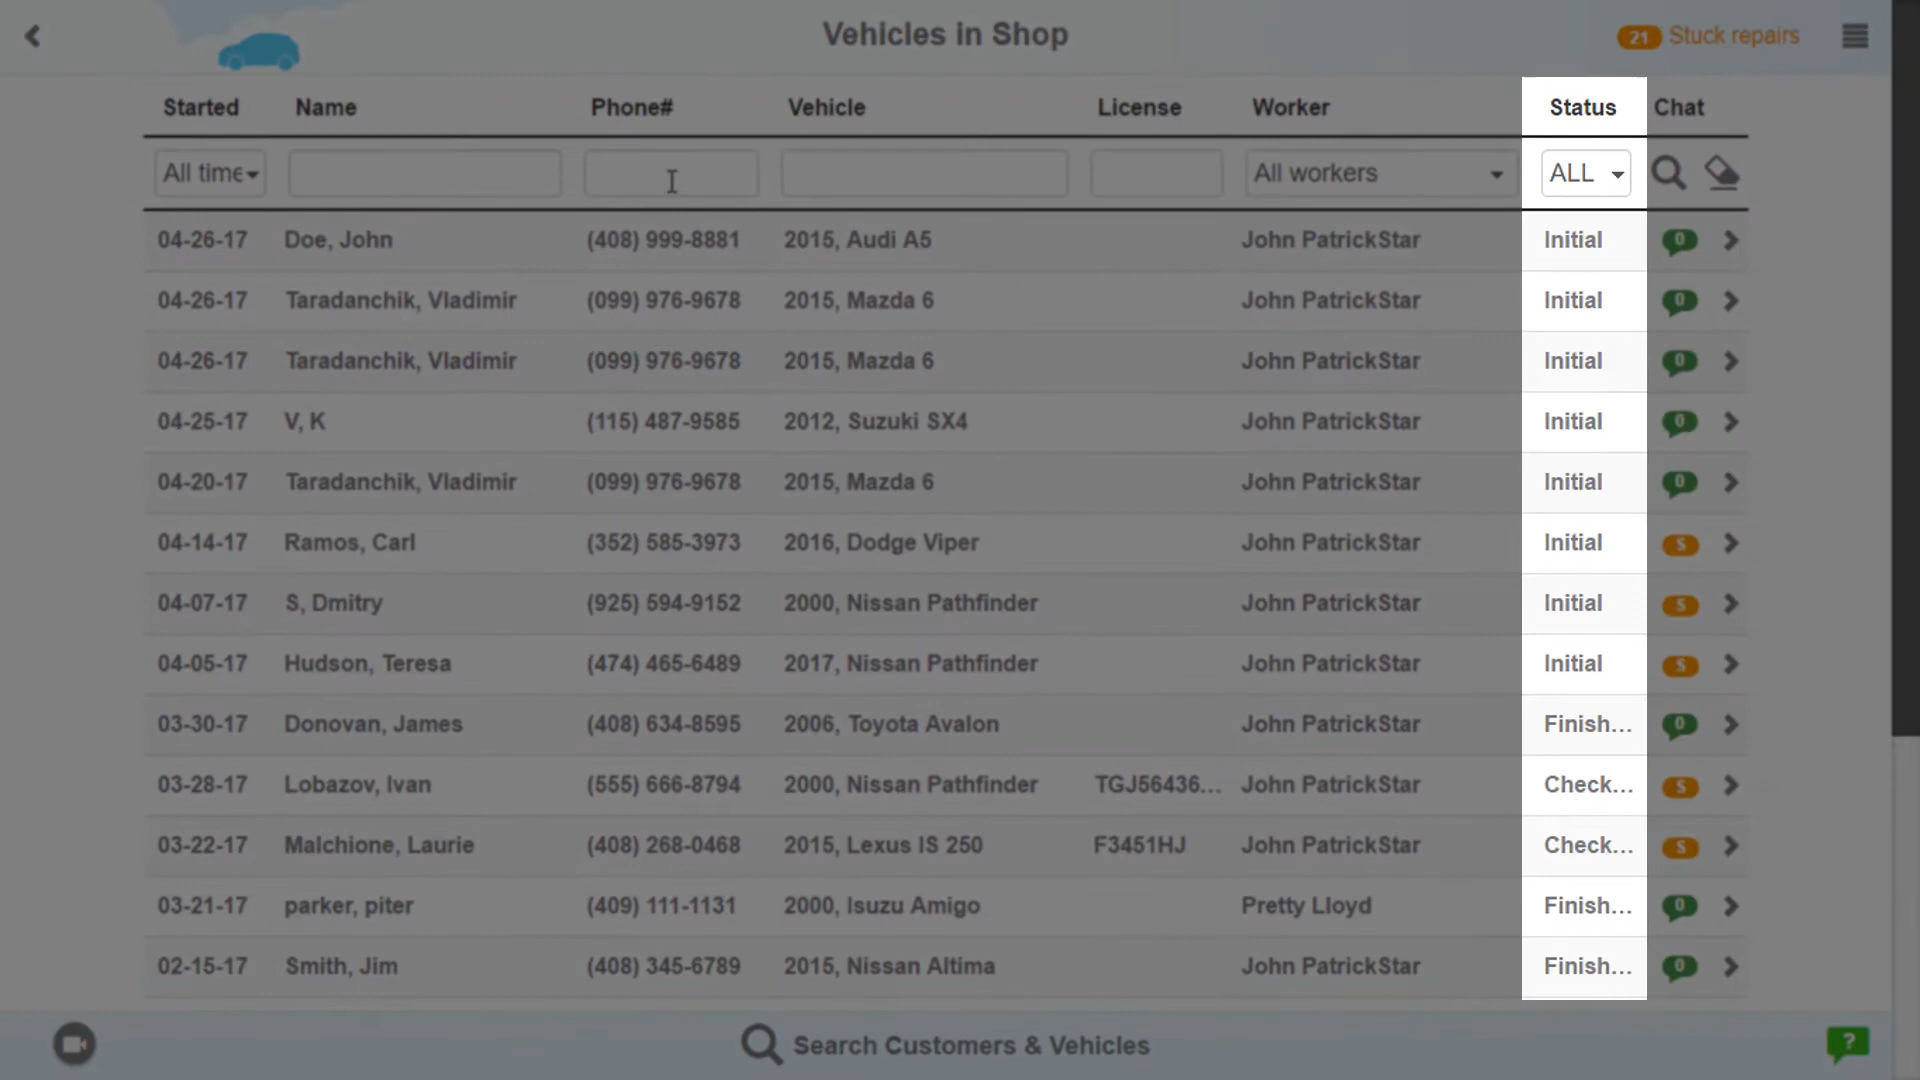 Vehicles in Shop
21 Stuck repairs
Started Name Phone# Vehicle License Worker Status Chat
All time All workers ALL
04-26-17 Doe, John (408) 999-8881 2015, Audi A5 John PatrickStar Initial 0
04-26-17 Taradanchik, Vladimir (099) 976-9678 2015, Mazda 6 John PatrickStar Initial 0
04-26-17 Taradanchik, Vladimir (099) 976-9678 2015, Mazda 6 John PatrickStar Initial 0
04-25-17 V, K (115) 487-9585 2012, Suzuki SX4 John PatrickStar Initial 0
04-20-17 Taradanchik, Vladimir (099) 976-9678 2015, Mazda 6 John PatrickStar Initial 0
04-14-17 Ramos, Carl (352) 585-3973 2016, Dodge Viper John PatrickStar Initial S
04-07-17 S, Dmitry (925) 594-9152 2000, Nissan Pathfinder John PatrickStar Initial S
04-05-17 Hudson, Teresa (474) 465-6489 2017, Nissan Pathfinder John PatrickStar Initial S
03-30-17 Donovan, James (408) 634-8595 2006, Toyota Avalon John PatrickStar Finish... 0
03-28-17 Lobazov, Ivan (555) 666-8794 2000, Nissan Pathfinder TGJ56436... John PatrickStar Check... S
03-22-17 Malchione, Laurie (408) 268-0468 2015, Lexus IS 250 F3451HJ John PatrickStar Check... S
03-21-17 parker, piter (409) 111-1131 2000, Isuzu Amigo Pretty Lloyd Finish... 0
02-15-17 Smith, Jim (408) 345-6789 2015, Nissan Altima John PatrickStar Finish... 0
Search Customers & Vehicles
?